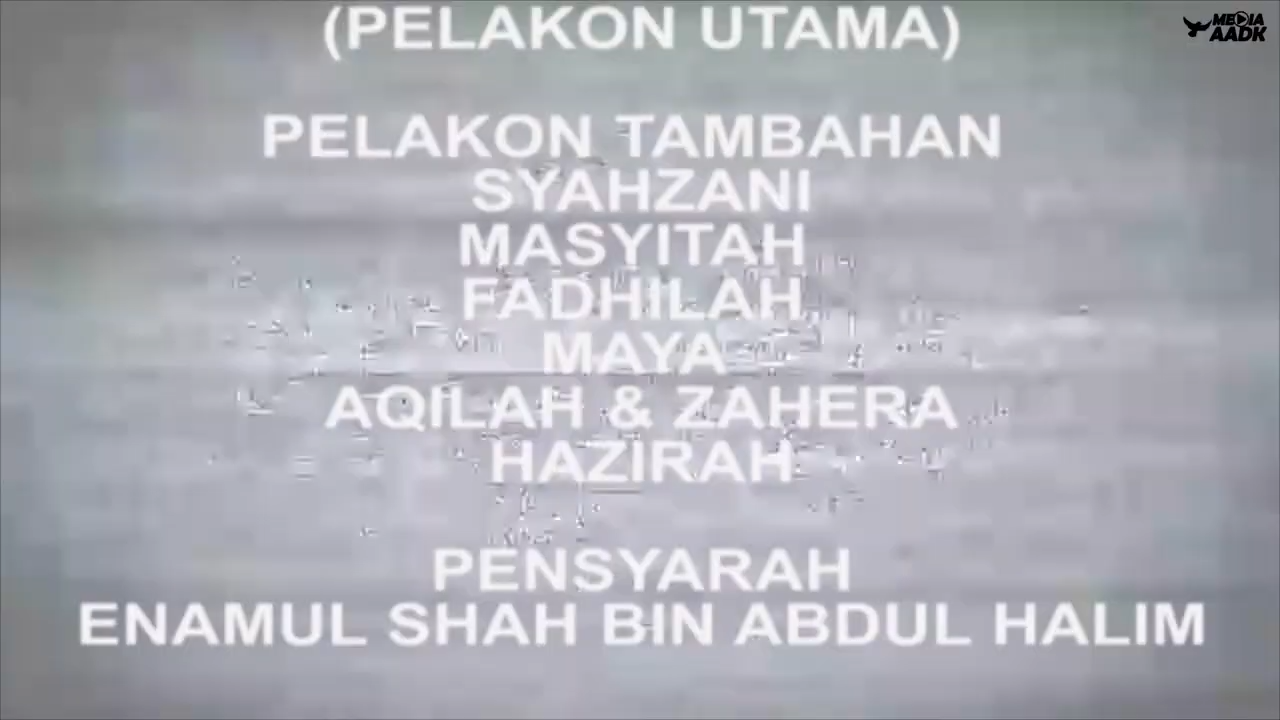 (PELAKON UTAMA)
MEDIA
AADK
PELAKON TAMBAHAN
SYAHZANI
MASYITAH
FADHILAH
MAYA
AQILAH & ZAHERA
HAZIRAH
PENSYARAH
ENAMUL SHAH BIN ABDUL HALIM